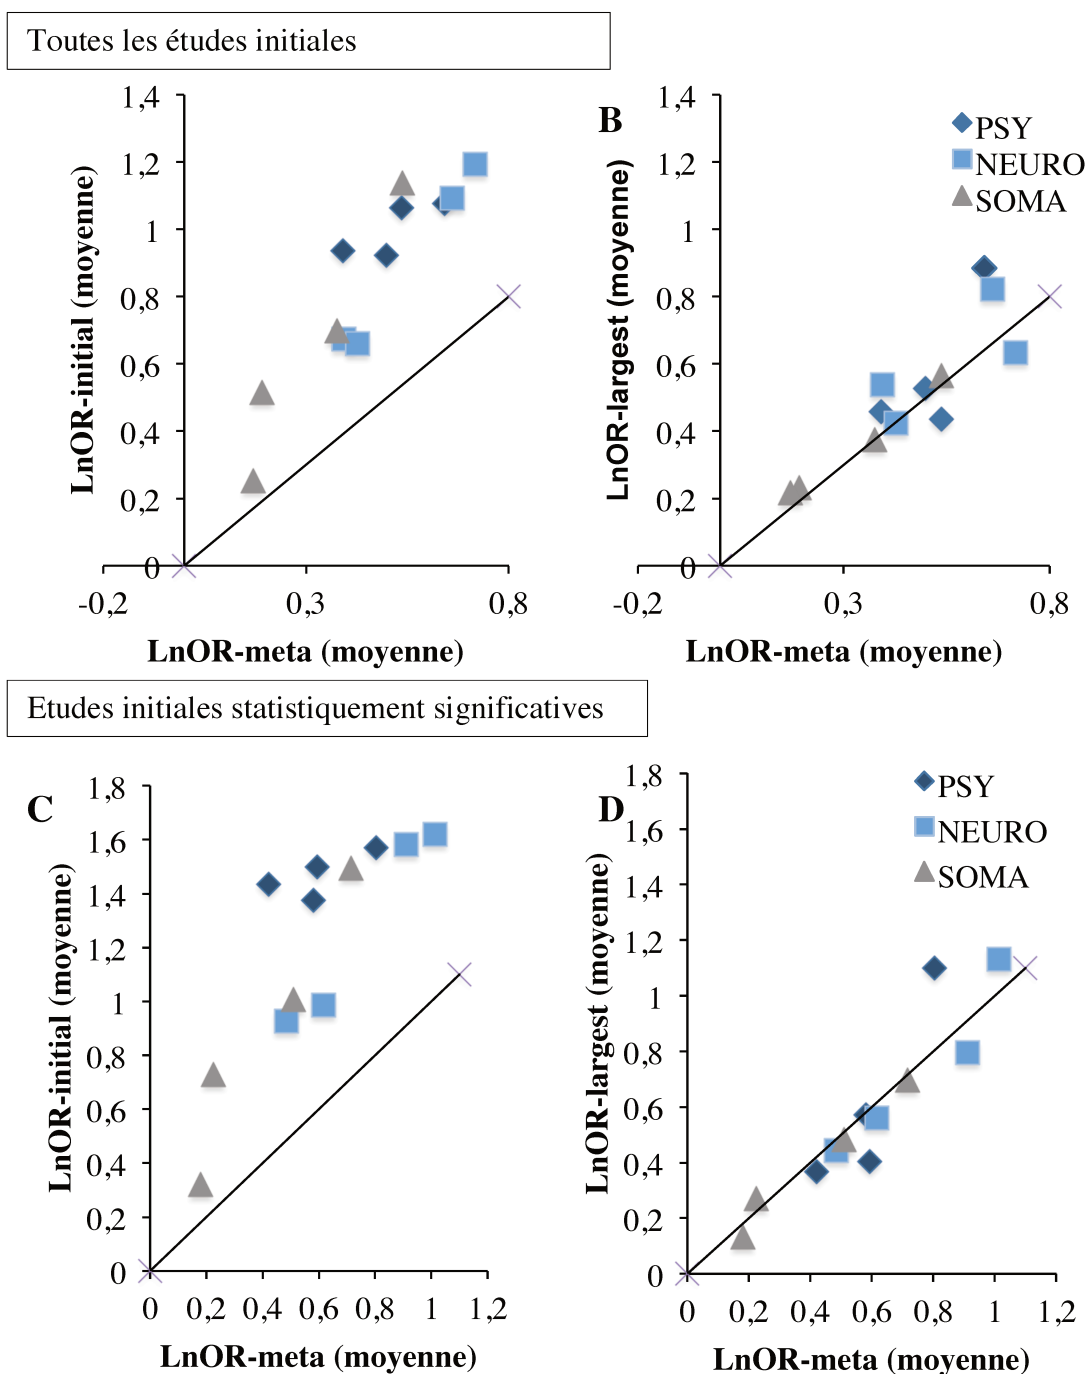 Toutes les études initiales
LnOR-initial (moyenne)
1,4
1,2
1
0,8
0,6
0,4
0,2
0
-0,2 0,3 0,8
LnOR-meta (moyenne)
B
LnOR-largest (moyenne)
1,4
1,2
1
0,8
0,6
0,4
0,2
0
-0,2 0,3 0,8
LnOR-meta (moyenne)
PSY
NEURO
SOMA
Etudes initiales statistiquement significatives
C
LnOR-initial (moyenne)
1,8
1,6
1,4
1,2
1
0,8
0,6
0,4
0,2
0
0 0,2 0,4 0,6 0,8 1 1,2
LnOR-meta (moyenne)
D
LnOR-largest (moyenne)
1,8
1,6
1,4
1,2
1
0,8
0,6
0,4
0,2
0
0 0,2 0,4 0,6 0,8 1 1,2
LnOR-meta (moyenne)
PSY
NEURO
SOMA